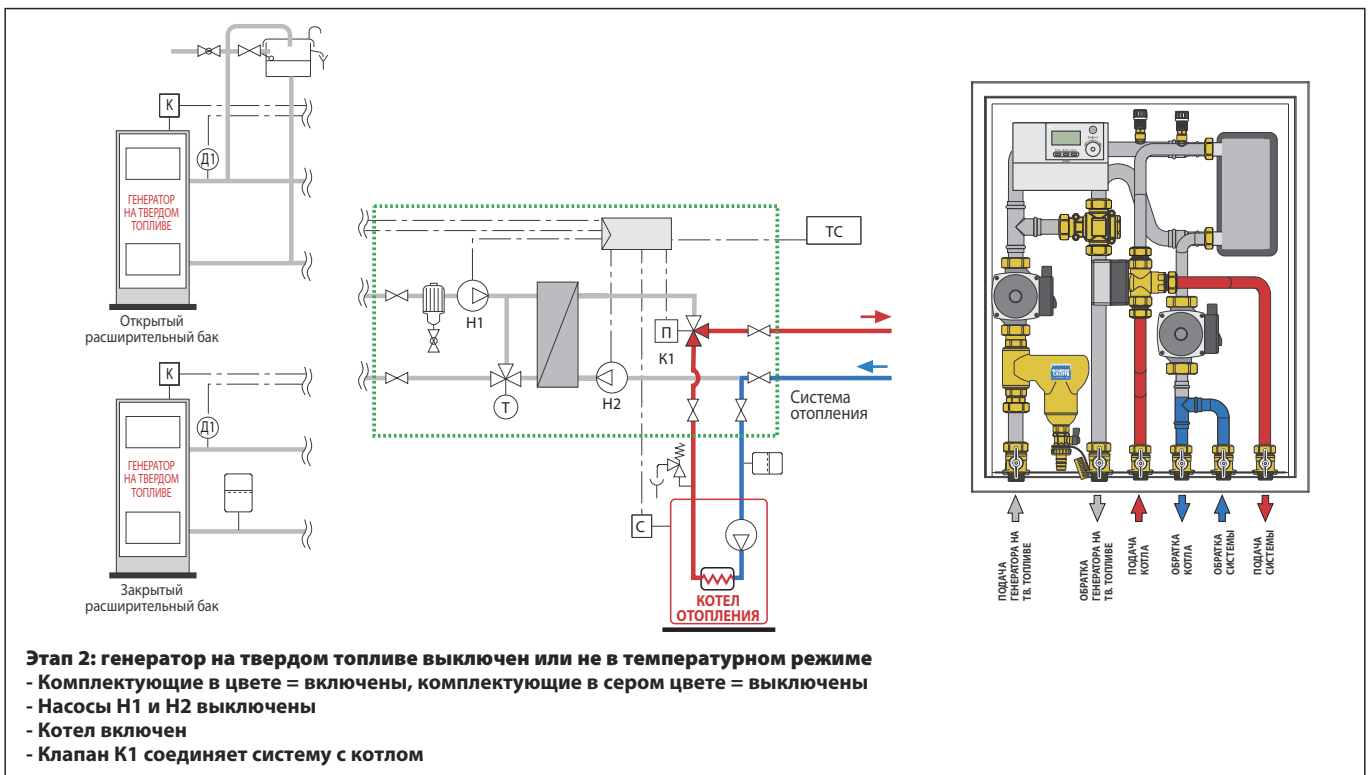 К
Д1
ГЕНЕРАТОР
НА ТВЕРДОМ
ТОПЛИВЕ
Открытый
расширительный бак
К
Д1
ГЕНЕРАТОР
НА ТВЕРДОМ
ТОПЛИВЕ
Закрытый
расширительный бак
ТС
Н1
П
К1
Т
Н2
Система
отопления
С
КОТЕЛ
ОТОПЛЕНИЯ
ПОДАЧА
ГЕНЕРАТОРА НА
ТВ. ТОПЛИВЕ
ОБРАТКА
ГЕНЕРАТОРА НА
ТВ. ТОПЛИВЕ
ПОДАЧА
КОТЛА
ОБРАТКА
КОТЛА
ОБРАТКА
СИСТЕМЫ
ПОДАЧА
СИСТЕМЫ
Этап 2: генератор на твердом топливе выключен или не в температурном режиме
- Комплектующие в цвете = включены, комплектующие в сером цвете = выключены
- Насосы Н1 и Н2 выключены
- Котел включен
- Клапан К1 соединяет систему с котлом